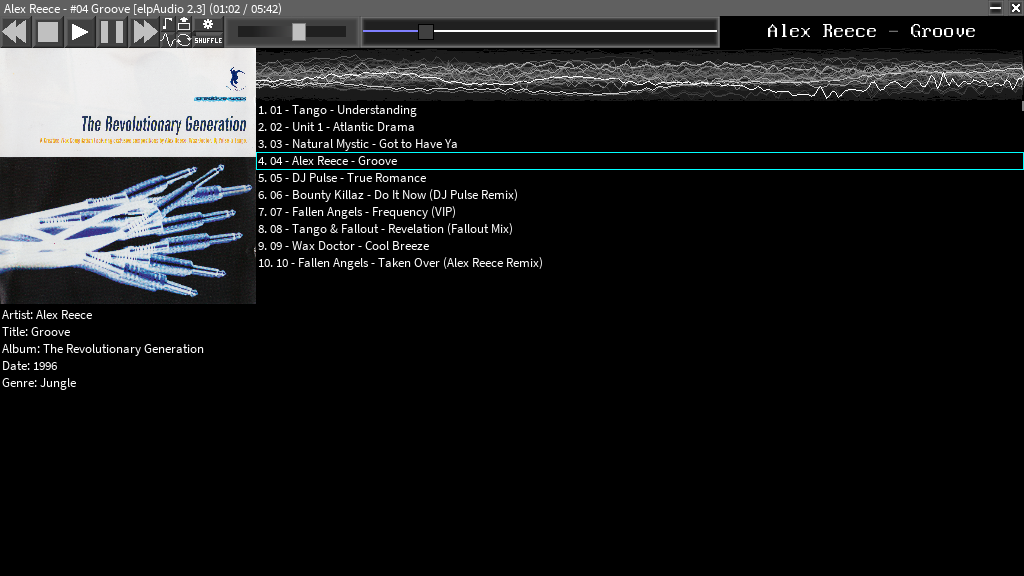 Alex Reece - #04 Groove [elpAudio 2.3] (01:02 / 05:42)
SHUFFLE
Alex Reece - Groove
The Revolutionary Generation
1. 01 - Tango - Understanding
2. 02 - Unit 1 - Atlantic Drama
3. 03 - Natural Mystic - Got to Have Ya
4. 04 - Alex Reece - Groove
5. 05 - DJ Pulse - True Romance
6. 06 - Bounty Killaz - Do It Now (DJ Pulse Remix)
7. 07 - Fallen Angels - Frequency (VIP)
8. 08 - Tango & Fallout - Revelation (Fallout Mix)
9. 09 - Wax Doctor - Cool Breeze
10. 10 - Fallen Angels - Taken Over (Alex Reece Remix)
Artist: Alex Reece
Title: Groove
Album: The Revolutionary Generation
Date: 1996
Genre: Jungle